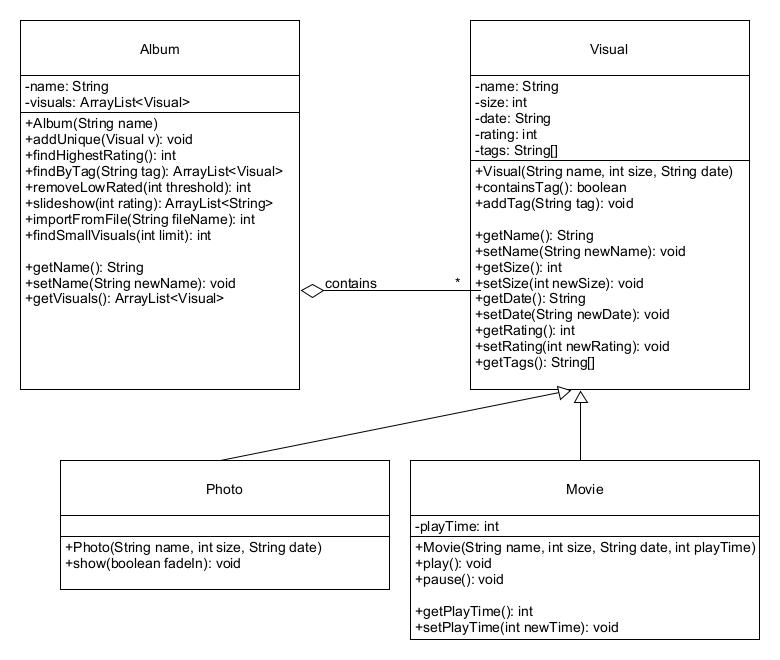 Album
-name: String
-visuals: ArrayList<Visual>
+Album(String name)
+addUnique(Visual v): void
+findHighestRating(): int
+findByTag(String tag): ArrayList<Visual>
+removeLowRated(int threshold): int
+slideshow(int rating): ArrayList<String>
+importFromFile(String fileName): int
+findSmallVisuals(int limit): int
+getName(): String
+setName(String newName): void
+getVisuals(): ArrayList<Visual>
contains
*
Visual
-name: String
-size: int
-date: String
-rating: int
-tags: String[]
+Visual(String name, int size, String date)
+containsTag(): boolean
+addTag(String tag): void
+getName(): String
+setName(String newName): void
+getSize(): int
+setSize(int newSize): void
+getDate(): String
+setDate(String newDate): void
+getRating(): int
+setRating(int newRating): void
+getTags(): String[]
Photo
+Photo(String name, int size, String date)
+show(boolean fadeIn): void
Movie
-playTime: int
+Movie(String name, int size, String date, int playTime)
+play(): void
+pause(): void
+getPlayTime(): int
+setPlayTime(int newTime): void